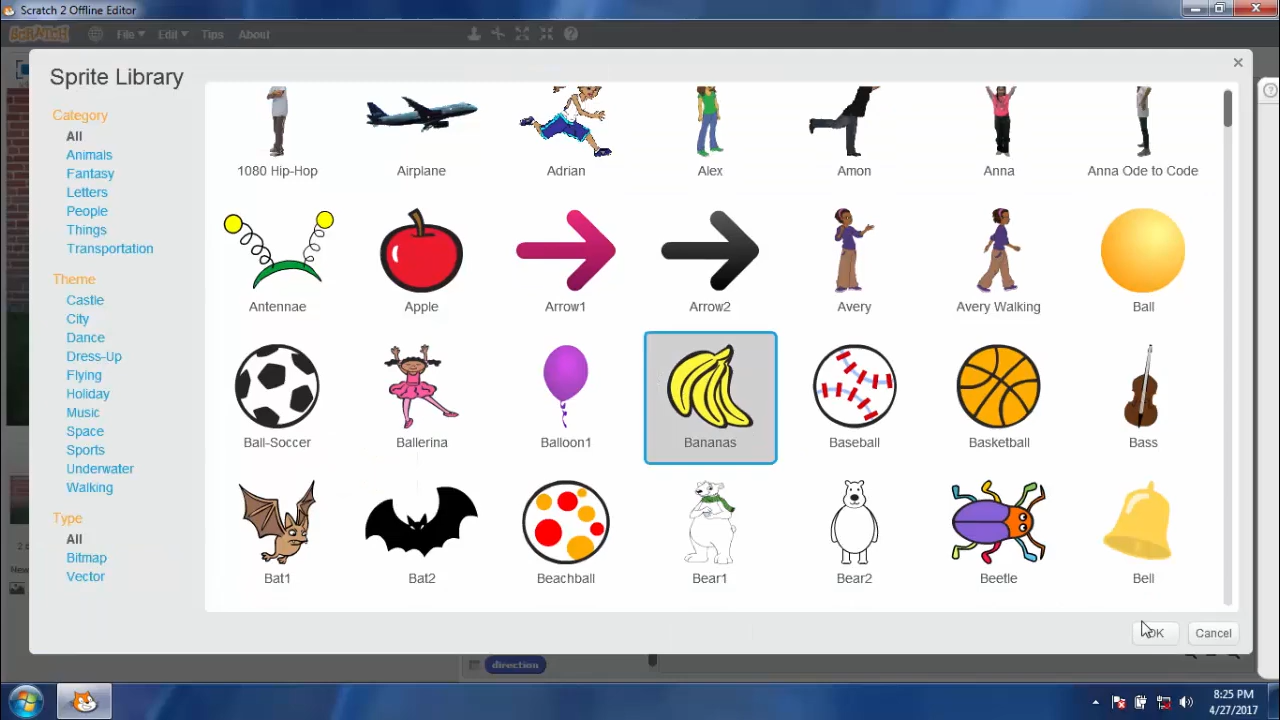 Scratch 2 Offline Editor
SCRATCH File Edit Tips About
Sprite Library
Category
All
Animals
Fantasy
Letters
People
Things
Transportation
Theme
Castle
City
Dance
Dress-Up
Flying
Holiday
Music
Space
Sports
Underwater
Walking
Type
All
Bitmap
Vector
1080 Hip-Hop Airplane Adrian Alex Amon Anna Anna Ode to Code
Antennae Apple Arrow1 Arrow2 Avery Avery Walking Ball
Ball-Soccer Ballerina Balloon1 Bananas Baseball Basketball Bass
Bat1 Bat2 Beachball Bear1 Bear2 Beetle Bell
OK Cancel
New
direction
8:25 PM
4/27/2017